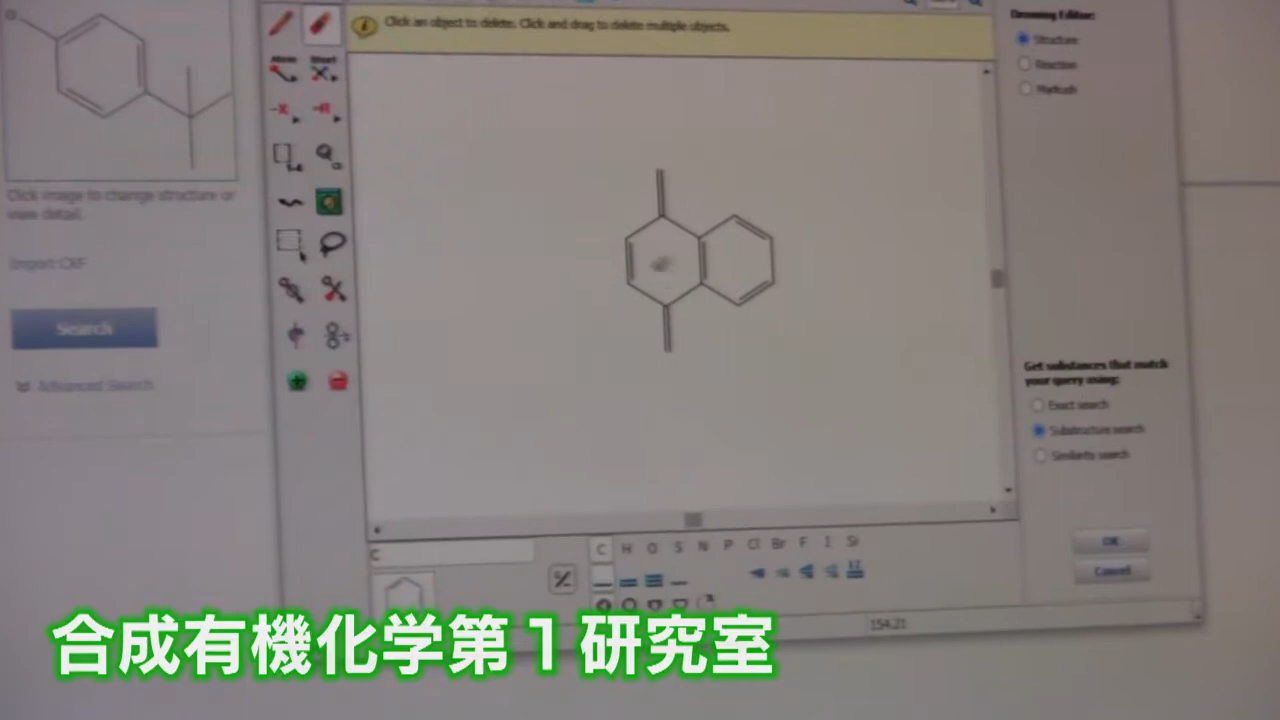 Click an object to delete. Click and drag to delete multiple objects.
Drawing Editor:
Structure
Reaction
Markush
Atom
Short
-X
-R
Click image to change structure or
view detail.
Import CXF
Search
Advanced Search
Get substances that match
your query using:
Exact search
Substructure search
Similarity search
OK
Cancel
C
C H O S N P Cl Br F I Si
154.21
合成有機化学第１研究室